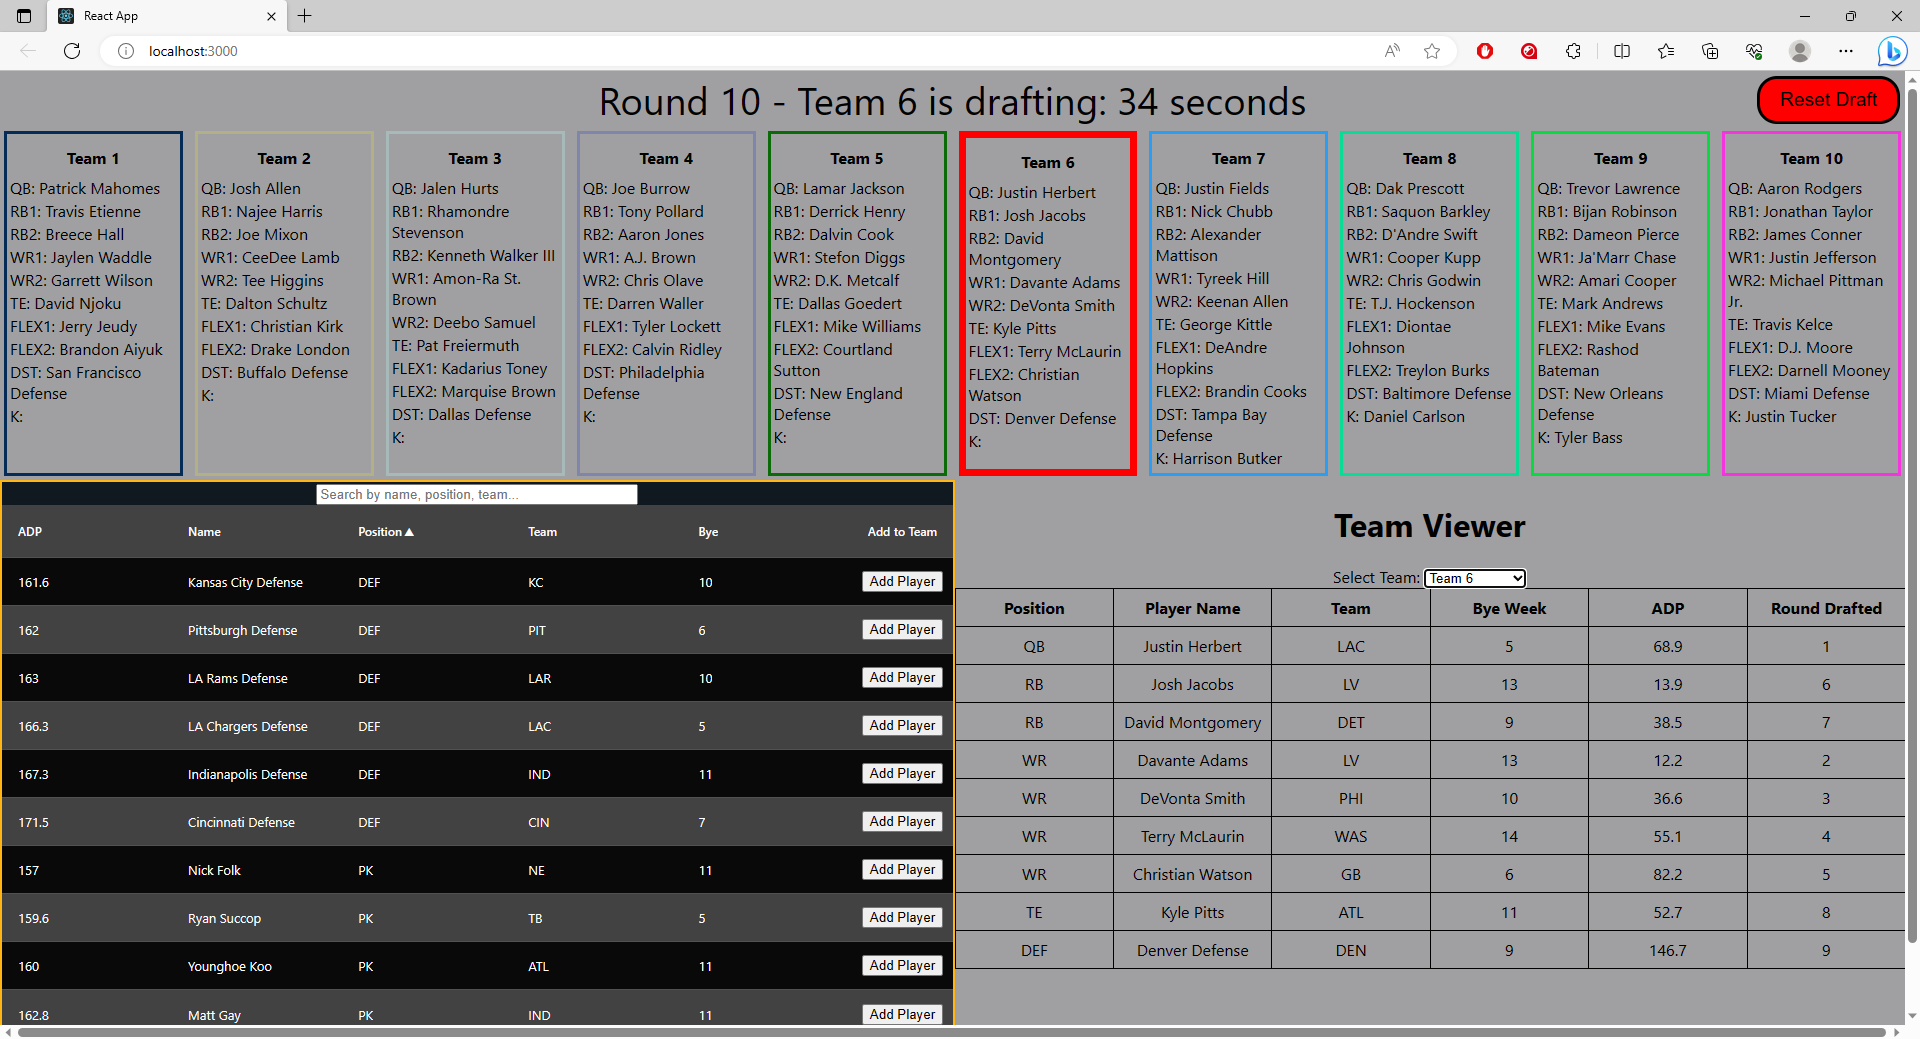 React App
localhost:3000
Round 10 - Team 6 is drafting: 34 seconds
Reset Draft
Team 1
QB: Patrick Mahomes
RB1: Travis Etienne
RB2: Breece Hall
WR1: Jaylen Waddle
WR2: Garrett Wilson
TE: David Njoku
FLEX1: Jerry Jeudy
FLEX2: Brandon Aiyuk
DST: San Francisco
Defense
K:
Team 2
QB: Josh Allen
RB1: Najee Harris
RB2: Joe Mixon
WR1: CeeDee Lamb
WR2: Tee Higgins
TE: Dalton Schultz
FLEX1: Christian Kirk
FLEX2: Drake London
DST: Buffalo Defense
K:
Team 3
QB: Jalen Hurts
RB1: Rhamondre
Stevenson
RB2: Kenneth Walker III
WR1: Amon-Ra St.
Brown
WR2: Deebo Samuel
TE: Pat Freiermuth
FLEX1: Kadarius Toney
FLEX2: Marquise Brown
DST: Dallas Defense
K:
Team 4
QB: Joe Burrow
RB1: Tony Pollard
RB2: Aaron Jones
WR1: A.J. Brown
WR2: Chris Olave
TE: Darren Waller
FLEX1: Tyler Lockett
FLEX2: Calvin Ridley
DST: Philadelphia
Defense
K:
Team 5
QB: Lamar Jackson
RB1: Derrick Henry
RB2: Dalvin Cook
WR1: Stefon Diggs
WR2: D.K. Metcalf
TE: Dallas Goedert
FLEX1: Mike Williams
FLEX2: Courtland
Sutton
DST: New England
Defense
K:
Team 6
QB: Justin Herbert
RB1: Josh Jacobs
RB2: David
Montgomery
WR1: Davante Adams
WR2: DeVonta Smith
TE: Kyle Pitts
FLEX1: Terry McLaurin
FLEX2: Christian
Watson
DST: Denver Defense
K:
Team 7
QB: Justin Fields
RB1: Nick Chubb
RB2: Alexander
Mattison
WR1: Tyreek Hill
WR2: Keenan Allen
TE: George Kittle
FLEX1: DeAndre
Hopkins
FLEX2: Brandin Cooks
DST: Tampa Bay
Defense
K: Harrison Butker
Team 8
QB: Dak Prescott
RB1: Saquon Barkley
RB2: D'Andre Swift
WR1: Cooper Kupp
WR2: Chris Godwin
TE: T.J. Hockenson
FLEX1: Diontae
Johnson
FLEX2: Treylon Burks
DST: Baltimore Defense
K: Daniel Carlson
Team 9
QB: Trevor Lawrence
RB1: Bijan Robinson
RB2: Dameon Pierce
WR1: Ja'Marr Chase
WR2: Amari Cooper
TE: Mark Andrews
FLEX1: Mike Evans
FLEX2: Rashod
Bateman
DST: New Orleans
Defense
K: Tyler Bass
Team 10
QB: Aaron Rodgers
RB1: Jonathan Taylor
RB2: James Conner
WR1: Justin Jefferson
WR2: Michael Pittman
Jr.
TE: Travis Kelce
FLEX1: D.J. Moore
FLEX2: Darnell Mooney
DST: Miami Defense
K: Justin Tucker
Search by name, position, team...
ADP Name Position▲ Team Bye Add to Team
161.6 Kansas City Defense DEF KC 10 Add Player
162 Pittsburgh Defense DEF PIT 6 Add Player
163 LA Rams Defense DEF LAR 10 Add Player
166.3 LA Chargers Defense DEF LAC 5 Add Player
167.3 Indianapolis Defense DEF IND 11 Add Player
171.5 Cincinnati Defense DEF CIN 7 Add Player
157 Nick Folk PK NE 11 Add Player
159.6 Ryan Succop PK TB 5 Add Player
160 Younghoe Koo PK ATL 11 Add Player
162.8 Matt Gay PK IND 11 Add Player
Team Viewer
Select Team: Team 6
Position Player Name Team Bye Week ADP Round Drafted
QB Justin Herbert LAC 5 68.9 1
RB Josh Jacobs LV 13 13.9 6
RB David Montgomery DET 9 38.5 7
WR Davante Adams LV 13 12.2 2
WR DeVonta Smith PHI 10 36.6 3
WR Terry McLaurin WAS 14 55.1 4
WR Christian Watson GB 6 82.2 5
TE Kyle Pitts ATL 11 52.7 8
DEF Denver Defense DEN 9 146.7 9